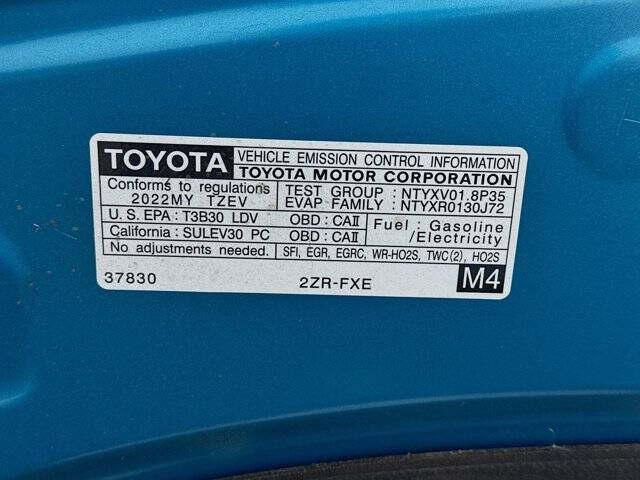 TOYOTA VEHICLE EMISSION CONTROL INFORMATION
TOYOTA MOTOR CORPORATION
Conforms to regulations
2022MY TZEV
TEST GROUP : NTYXV01.8P35
EVAP FAMILY : NTYXR0130J72
U.S. EPA : T3B30 LDV OBD : CAII
California : SULEV30 PC OBD : CAII
Fuel : Gasoline
/Electricity
No adjustments needed.
SFI, EGR, EGRC, WR-HO2S, TWC(2), HO2S
37830 2ZR-FXE M4